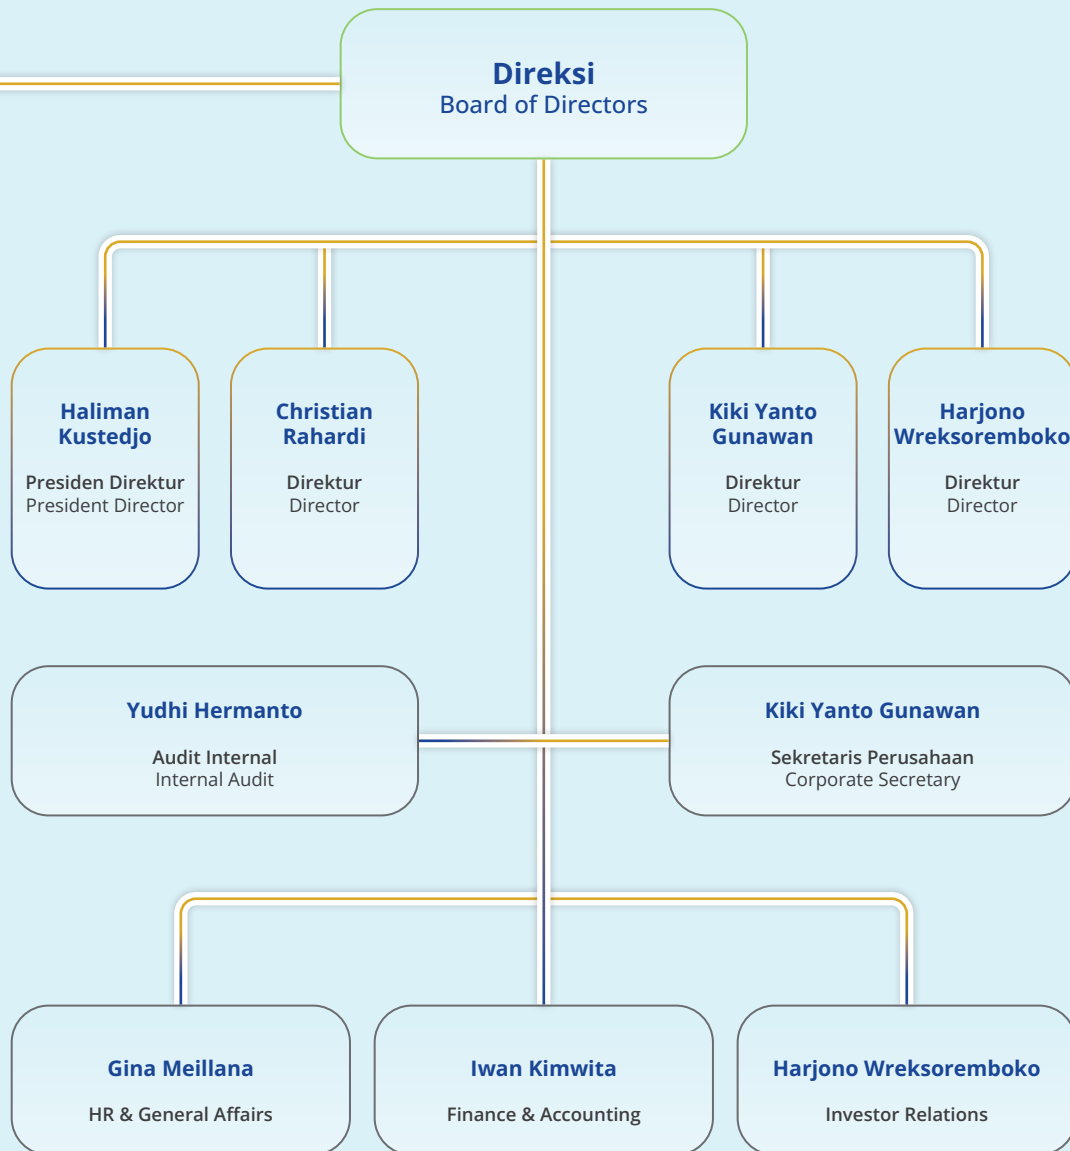 Direksi
Board of Directors
Haliman
Kustedjo
Presiden Direktur
President Director
Christian
Rahardi
Direktur
Director
Kiki Yanto
Gunawan
Direktur
Director
Harjono
Wreksoremboko
Direktur
Director
Yudhi Hermanto
Audit Internal
Internal Audit
Kiki Yanto Gunawan
Sekretaris Perusahaan
Corporate Secretary
Gina Meillana
HR & General Affairs
Iwan Kimwita
Finance & Accounting
Harjono Wreksoremboko
Investor Relations